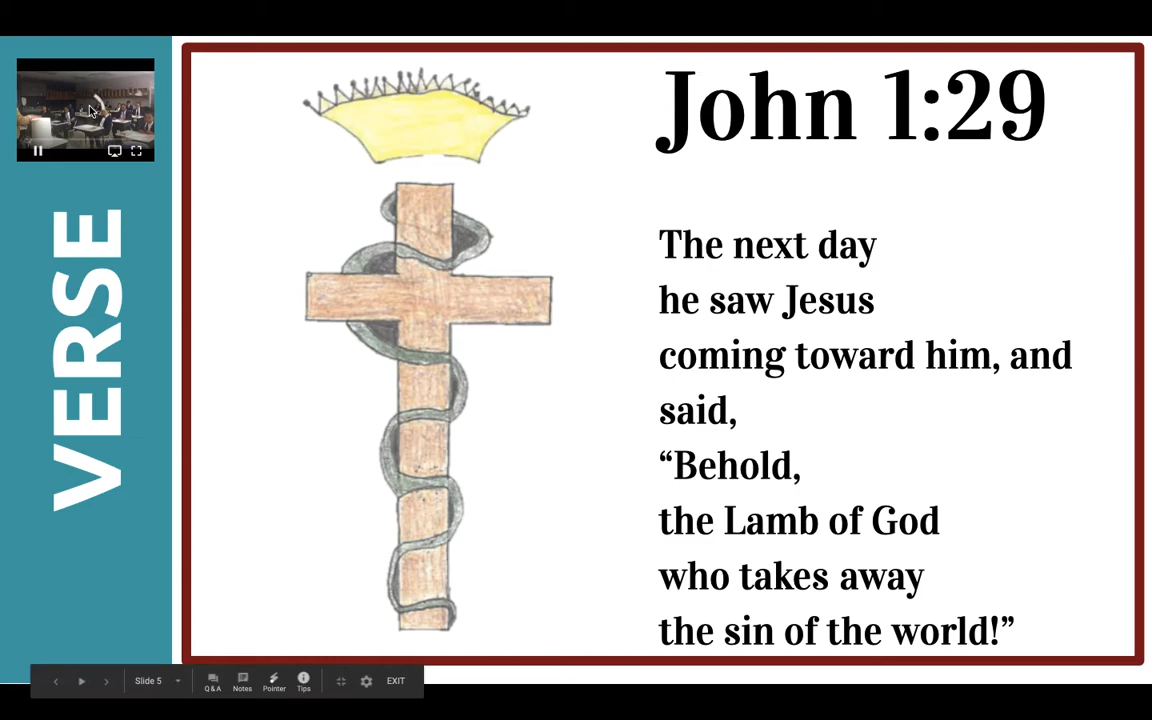 VERSE
John 1:29
The next day
he saw Jesus
coming toward him, and
said,
“Behold,
the Lamb of God
who takes away
the sin of the world!”
Slide 5
Q&A
Notes
Pointer
Tips
EXIT